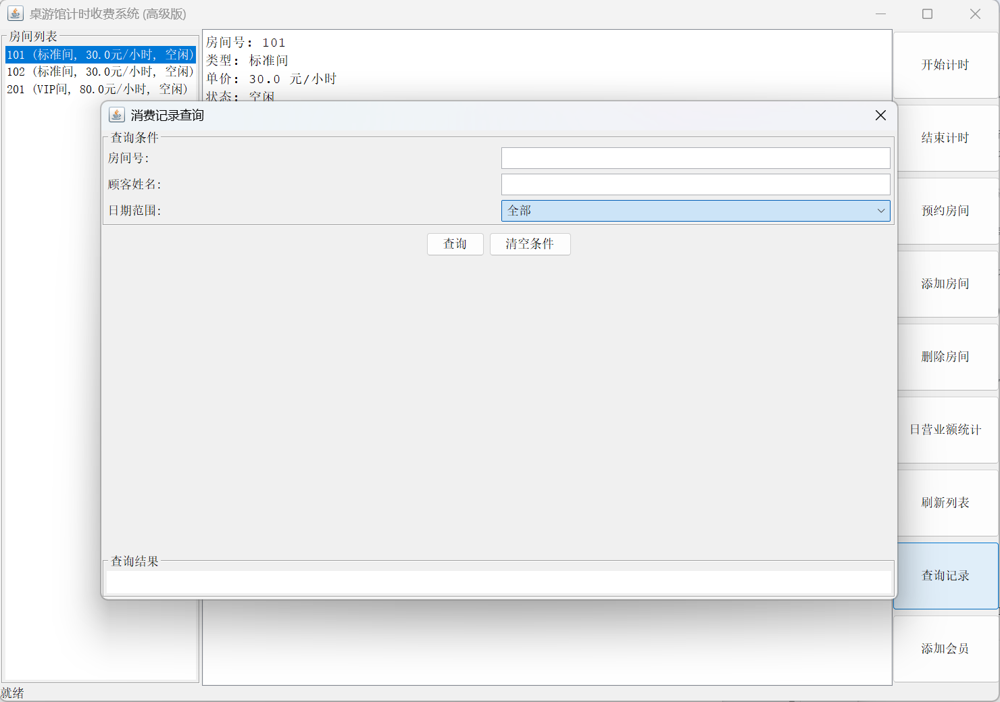 桌游馆计时收费系统 (高级版)
房间列表
101 (标准间, 30.0元/小时, 空闲)
102 (标准间, 30.0元/小时, 空闲)
201 (VIP间, 80.0元/小时, 空闲)
房间号: 101
类型: 标准间
单价: 30.0 元/小时
状态: 空闲
消费记录查询
查询条件
房间号:
顾客姓名:
日期范围:
全部
查询
清空条件
查询结果
开始计时
结束计时
预约房间
添加房间
删除房间
日营业额统计
刷新列表
查询记录
添加会员
就绪